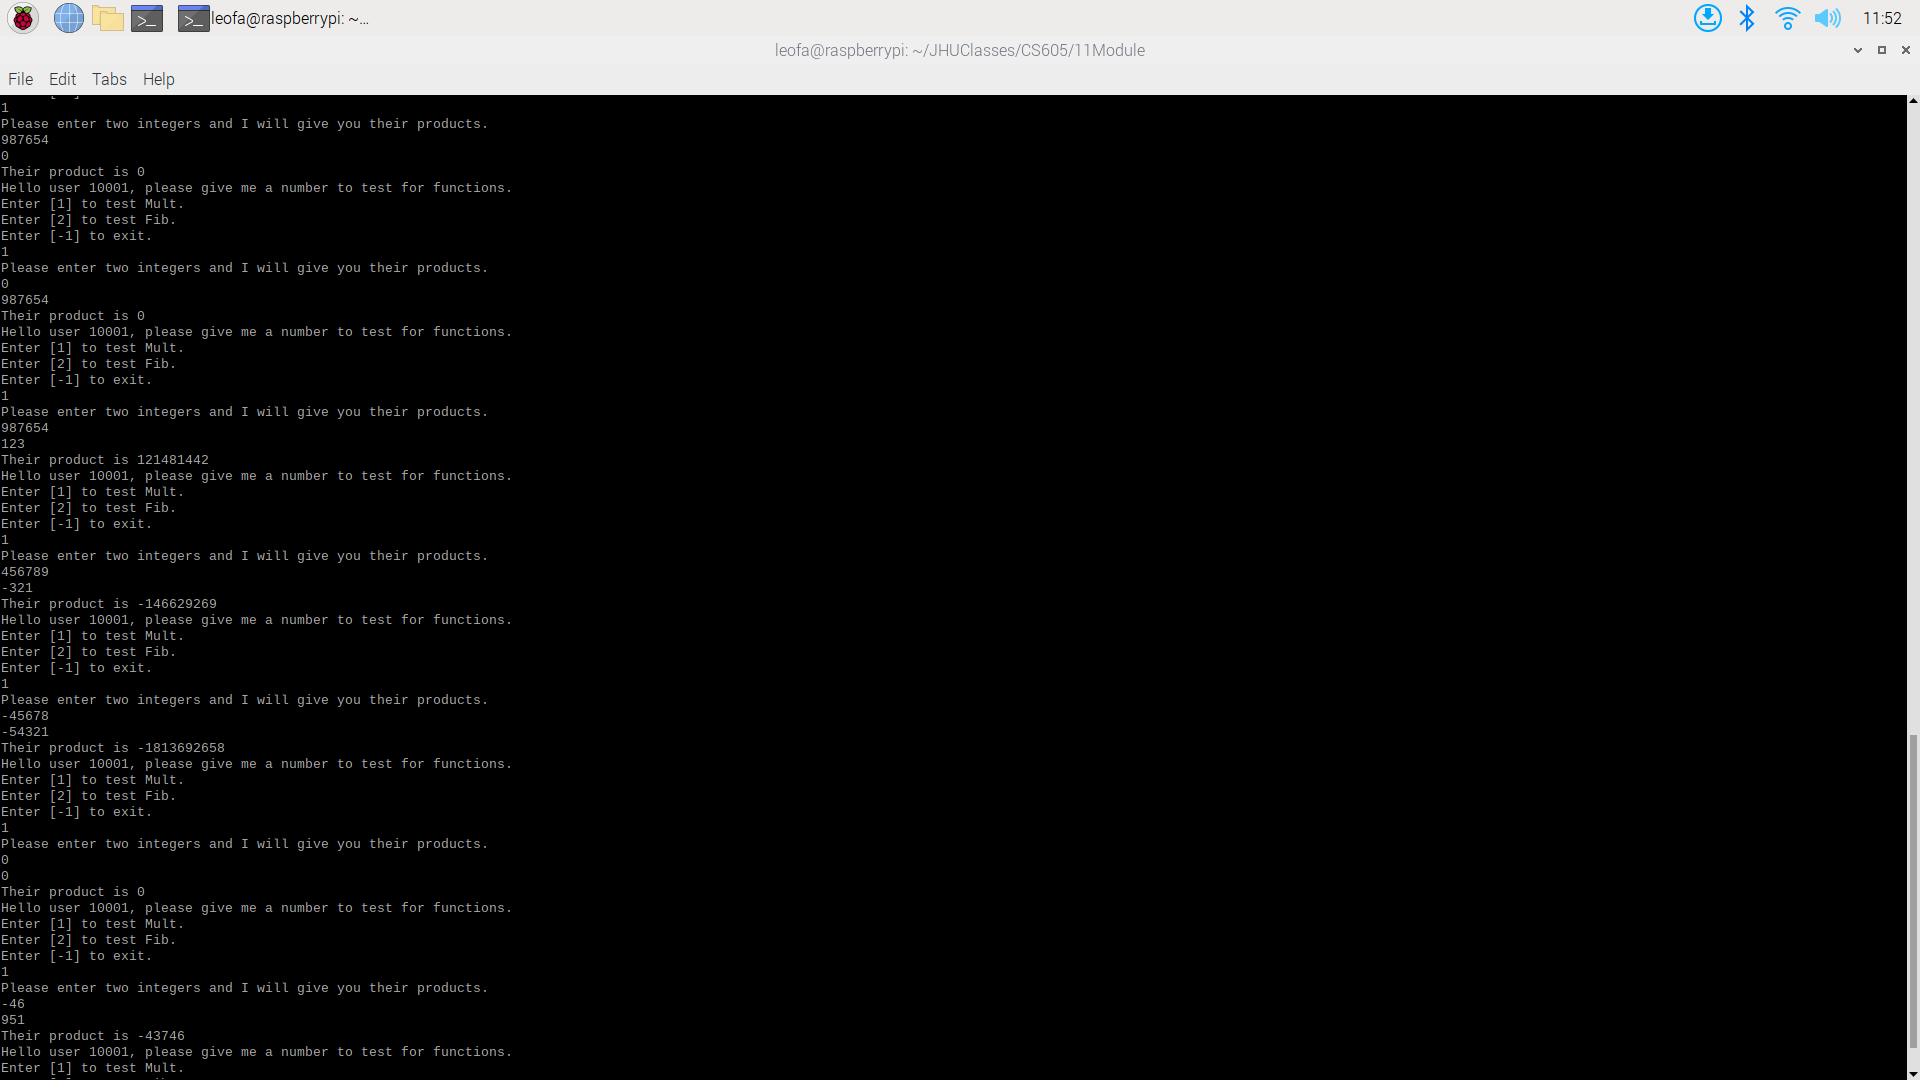 leofa@raspberrypi: ~...
11:52
leofa@raspberrypi: ~/JHUClasses/CS605/11Module
File Edit Tabs Help
1
Please enter two integers and I will give you their products.
987654
0
Their product is 0
Hello user 10001, please give me a number to test for functions.
Enter [1] to test Mult.
Enter [2] to test Fib.
Enter [-1] to exit.
1
Please enter two integers and I will give you their products.
0
987654
Their product is 0
Hello user 10001, please give me a number to test for functions.
Enter [1] to test Mult.
Enter [2] to test Fib.
Enter [-1] to exit.
1
Please enter two integers and I will give you their products.
987654
123
Their product is 121481442
Hello user 10001, please give me a number to test for functions.
Enter [1] to test Mult.
Enter [2] to test Fib.
Enter [-1] to exit.
1
Please enter two integers and I will give you their products.
456789
-321
Their product is -146629269
Hello user 10001, please give me a number to test for functions.
Enter [1] to test Mult.
Enter [2] to test Fib.
Enter [-1] to exit.
1
Please enter two integers and I will give you their products.
-45678
-54321
Their product is -1813692658
Hello user 10001, please give me a number to test for functions.
Enter [1] to test Mult.
Enter [2] to test Fib.
Enter [-1] to exit.
1
Please enter two integers and I will give you their products.
0
0
Their product is 0
Hello user 10001, please give me a number to test for functions.
Enter [1] to test Mult.
Enter [2] to test Fib.
Enter [-1] to exit.
1
Please enter two integers and I will give you their products.
-46
951
Their product is -43746
Hello user 10001, please give me a number to test for functions.
Enter [1] to test Mult.